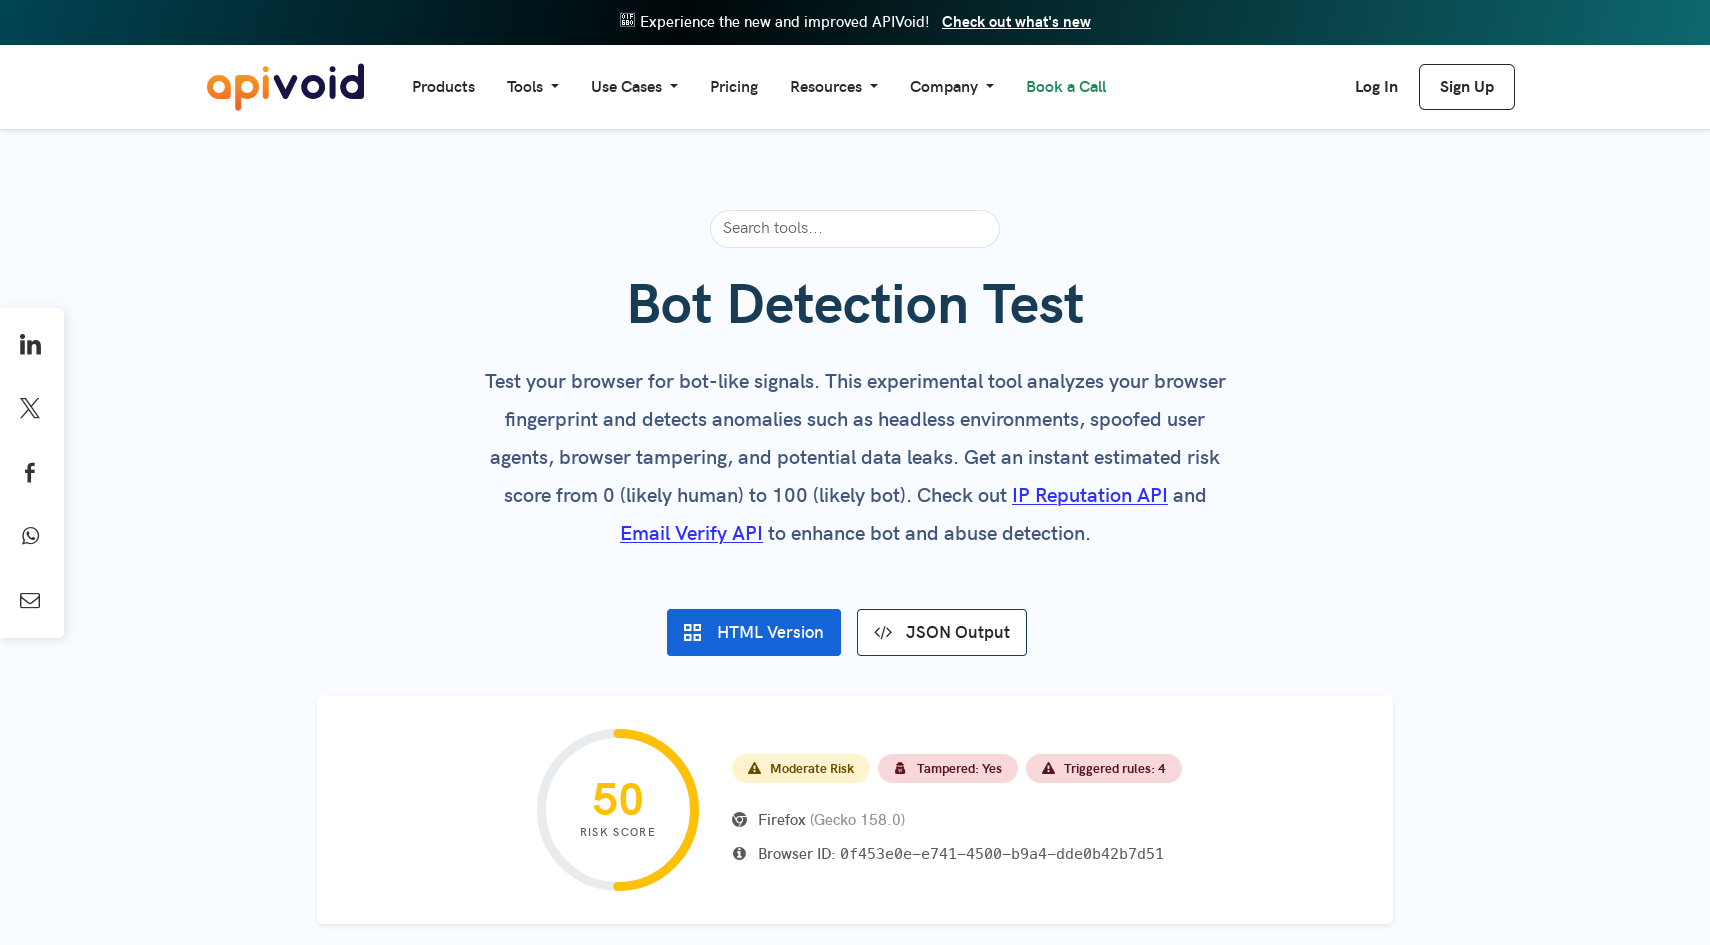 Experience the new and improved APIVoid! Check out what's new
apivoid
Products Tools Use Cases Pricing Resources Company Book a Call Log In Sign Up
Search tools...
Bot Detection Test
Test your browser for bot-like signals. This experimental tool analyzes your browser
fingerprint and detects anomalies such as headless environments, spoofed user
agents, browser tampering, and potential data leaks. Get an instant estimated risk
score from 0 (likely human) to 100 (likely bot). Check out IP Reputation API and
Email Verify API to enhance bot and abuse detection.
HTML Version JSON Output
50
RISK SCORE
Moderate Risk Tampered: Yes Triggered rules: 4
Firefox (Gecko 158.0)
Browser ID: 0f453e0e-e741-4500-b9a4-dde0b42b7d51